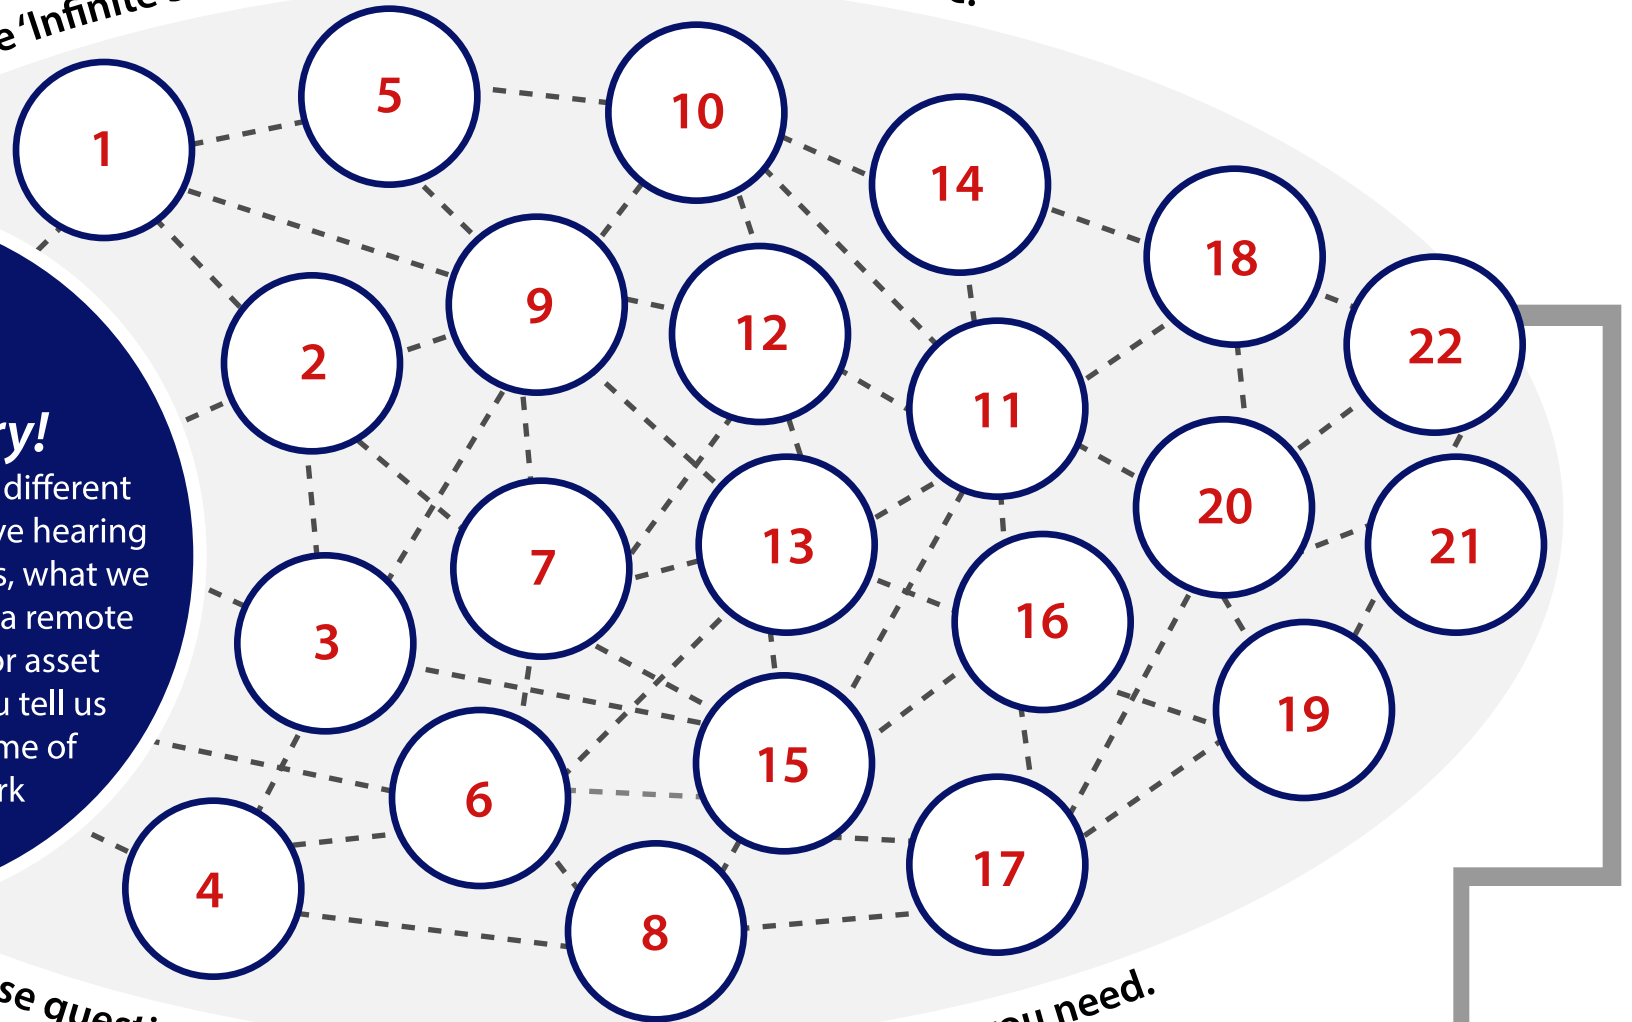 e ‘Infinite
5
10
1
14
18
9
12
22
2
11
ry!
different
ve hearing
20
21
7
13
s, what we
a remote
16
3
or asset
u tell us
19
me of
15
rk
6
17
4
8
se questi
you need.